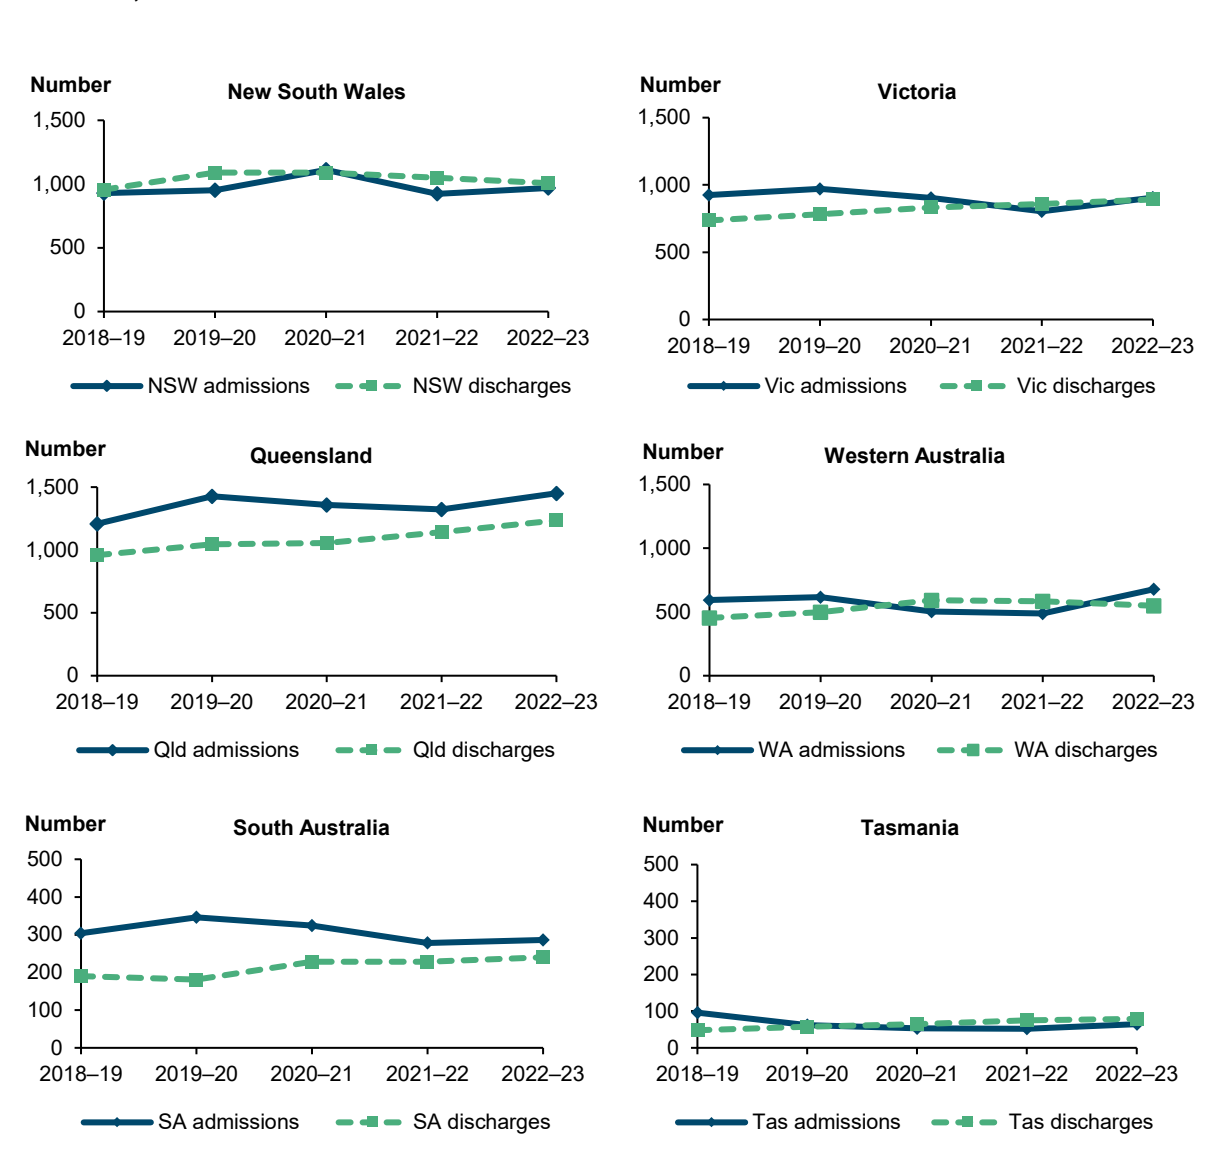 Number
New South Wales
1,500
1,000
500
0
2018–19 2019–20 2020–21 2021–22 2022–23
NSW admissions NSW discharges
Number
Victoria
1,500
1,000
500
0
2018–19 2019–20 2020–21 2021–22 2022–23
Vic admissions Vic discharges
Number
Queensland
1,500
1,000
500
0
2018–19 2019–20 2020–21 2021–22 2022–23
Qld admissions Qld discharges
Number
Western Australia
1,500
1,000
500
0
2018–19 2019–20 2020–21 2021–22 2022–23
WA admissions WA discharges
Number
South Australia
500
400
300
200
100
0
2018–19 2019–20 2020–21 2021–22 2022–23
SA admissions SA discharges
Number
Tasmania
500
400
300
200
100
0
2018–19 2019–20 2020–21 2021–22 2022–23
Tas admissions Tas discharges